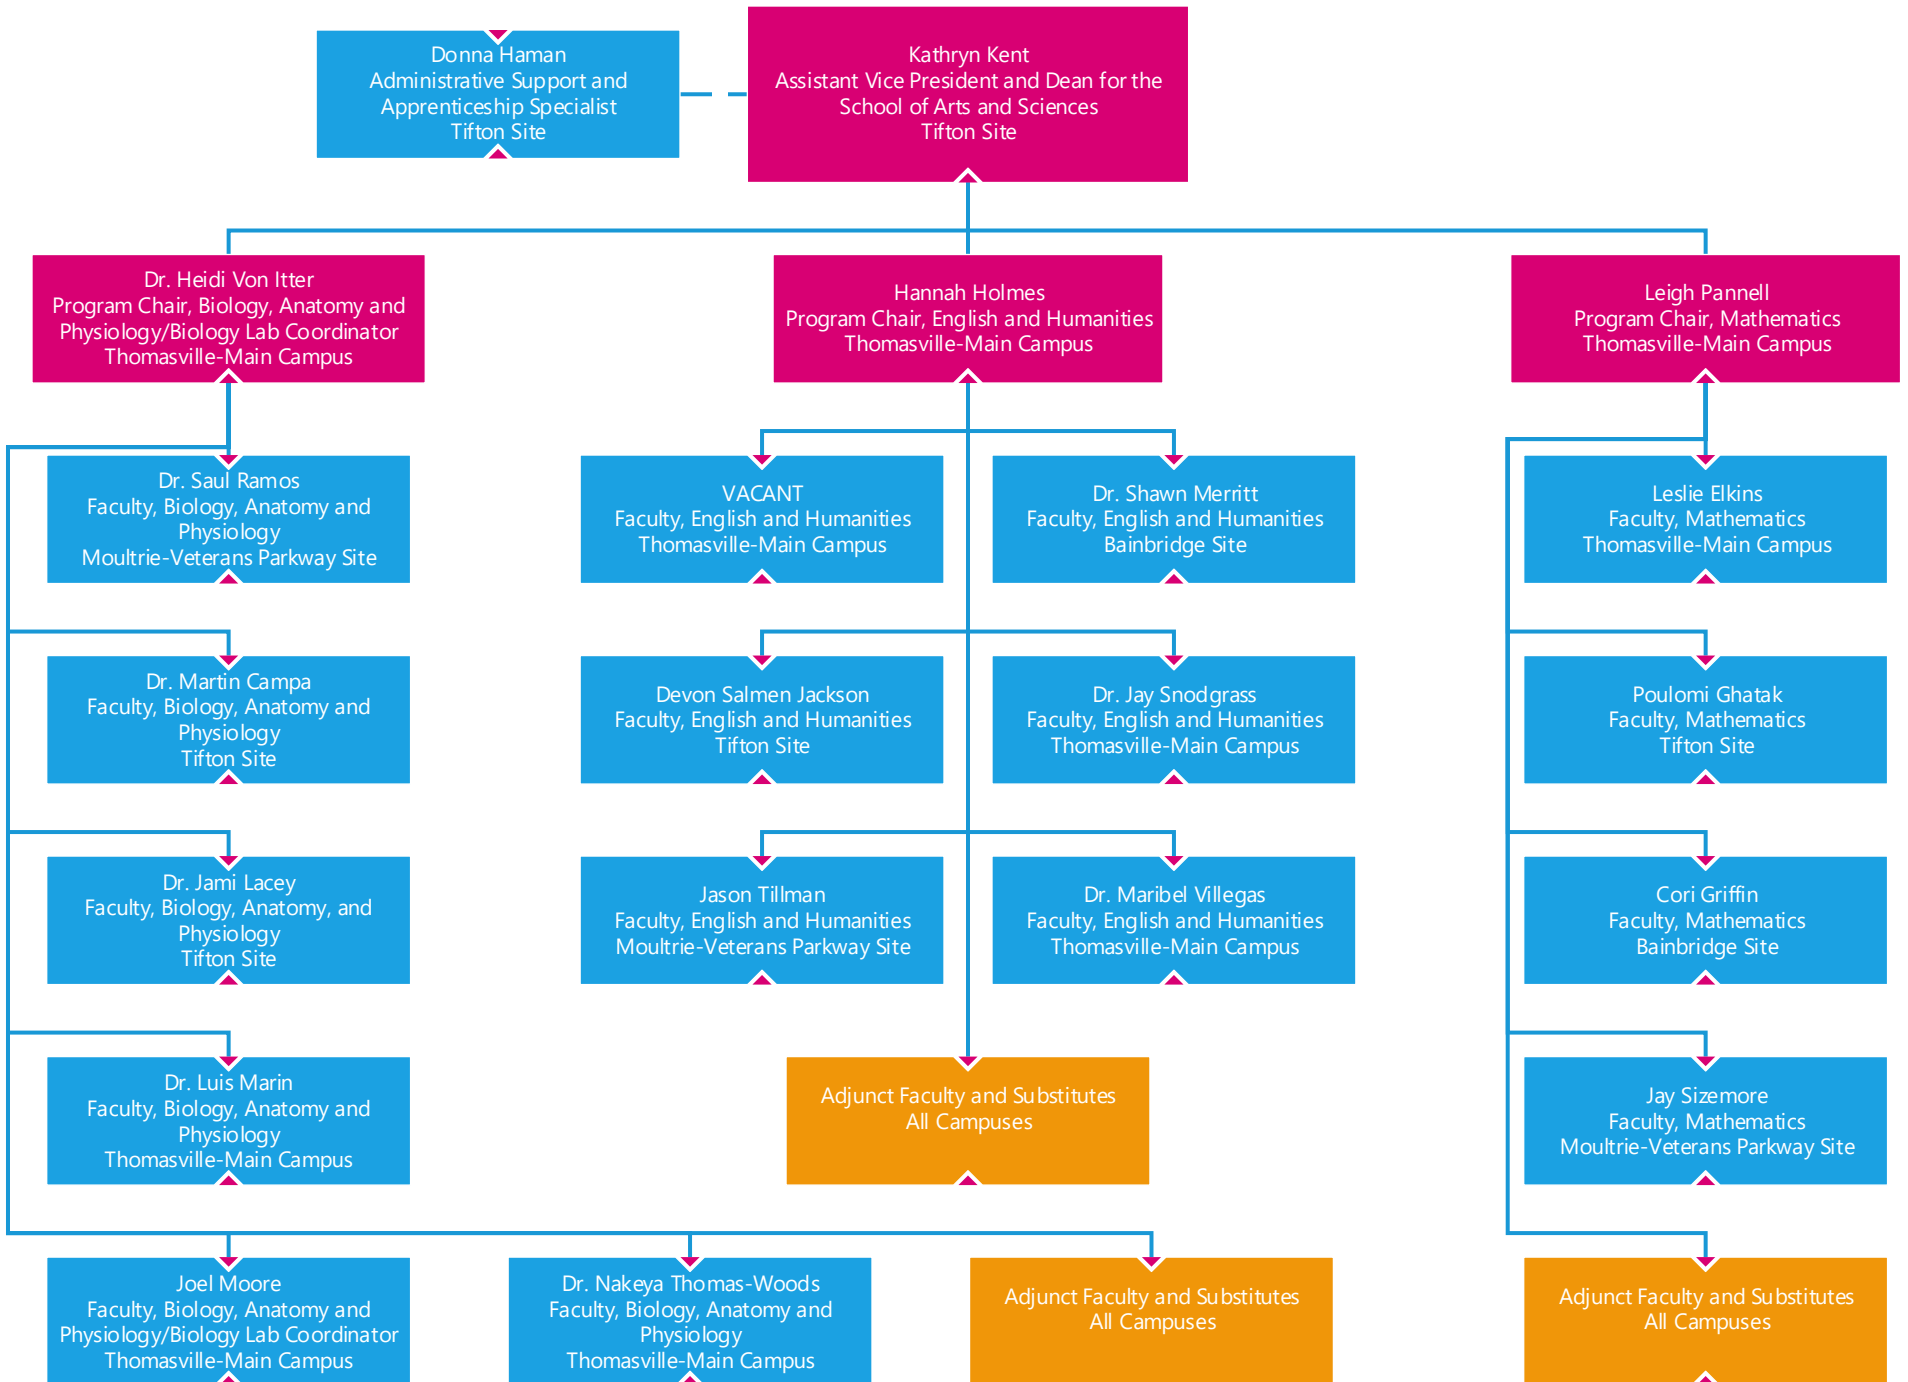 Donna Haman
Administrative Support and
Apprenticeship Specialist
Tifton Site
Kathryn Kent
Assistant Vice President and Dean for the
School of Arts and Sciences
Tifton Site
Dr. Heidi Von Itter
Program Chair, Biology, Anatomy and
Physiology/Biology Lab Coordinator
Thomasville-Main Campus
Hannah Holmes
Program Chair, English and Humanities
Thomasville-Main Campus
Leigh Pannell
Program Chair, Mathematics
Thomasville-Main Campus
Dr. Saul Ramos
Faculty, Biology, Anatomy and
Physiology
Moultrie-Veterans Parkway Site
VACANT
Faculty, English and Humanities
Thomasville-Main Campus
Dr. Shawn Merritt
Faculty, English and Humanities
Bainbridge Site
Leslie Elkins
Faculty, Mathematics
Thomasville-Main Campus
Dr. Martin Campa
Faculty, Biology, Anatomy and
Physiology
Tifton Site
Devon Salmen Jackson
Faculty, English and Humanities
Tifton Site
Dr. Jay Snodgrass
Faculty, English and Humanities
Thomasville-Main Campus
Poulomi Ghatak
Faculty, Mathematics
Tifton Site
Dr. Jami Lacey
Faculty, Biology, Anatomy, and
Physiology
Tifton Site
Jason Tillman
Faculty, English and Humanities
Moultrie-Veterans Parkway Site
Dr. Maribel Villegas
Faculty, English and Humanities
Thomasville-Main Campus
Cori Griffin
Faculty, Mathematics
Bainbridge Site
Dr. Luis Marin
Faculty, Biology, Anatomy and
Physiology
Thomasville-Main Campus
Adjunct Faculty and Substitutes
All Campuses
Jay Sizemore
Faculty, Mathematics
Moultrie-Veterans Parkway Site
Joel Moore
Faculty, Biology, Anatomy and
Physiology/Biology Lab Coordinator
Thomasville-Main Campus
Dr. Nakeya Thomas-Woods
Faculty, Biology, Anatomy and
Physiology
Thomasville-Main Campus
Adjunct Faculty and Substitutes
All Campuses
Adjunct Faculty and Substitutes
All Campuses